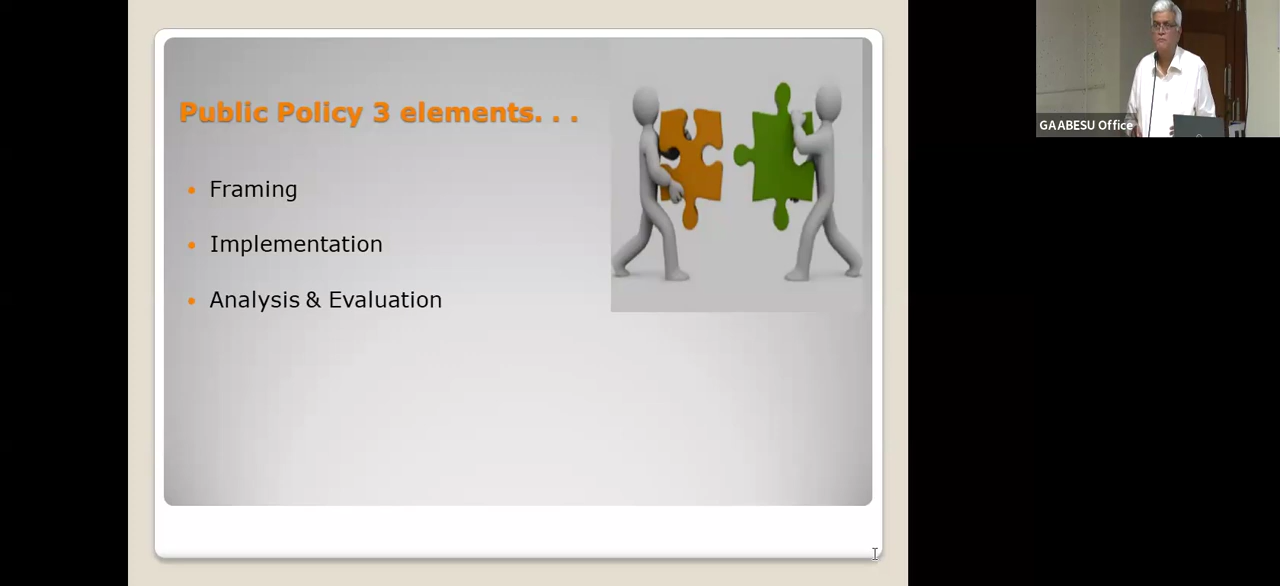 Public Policy 3 elements. . .
Framing
Implementation
Analysis & Evaluation
GAABESU Office